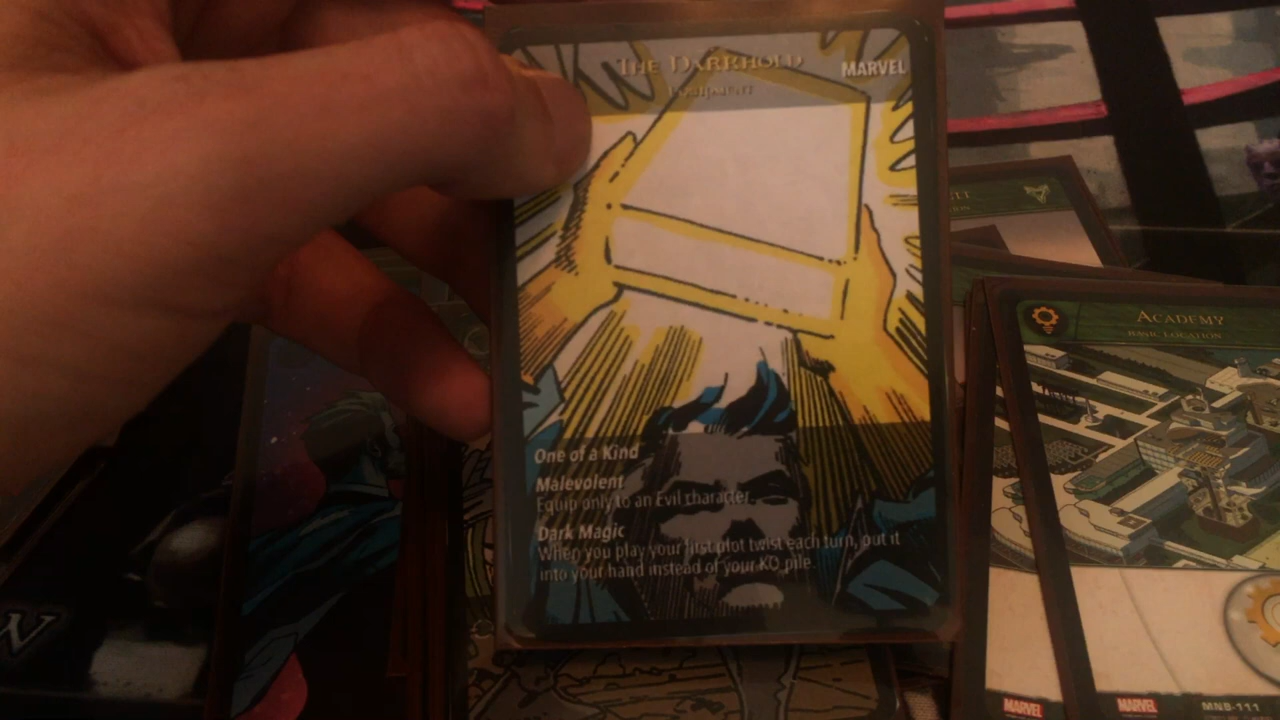 The Darkhold
MARVEL
Equipment
One of a Kind
Malevolent
Equip only to an Evil character.
Dark Magic
When you play your first plot twist each turn, put it
into your hand instead of your KO pile.
Academy
Basic Location
MARVEL
MARVEL
MNB-111